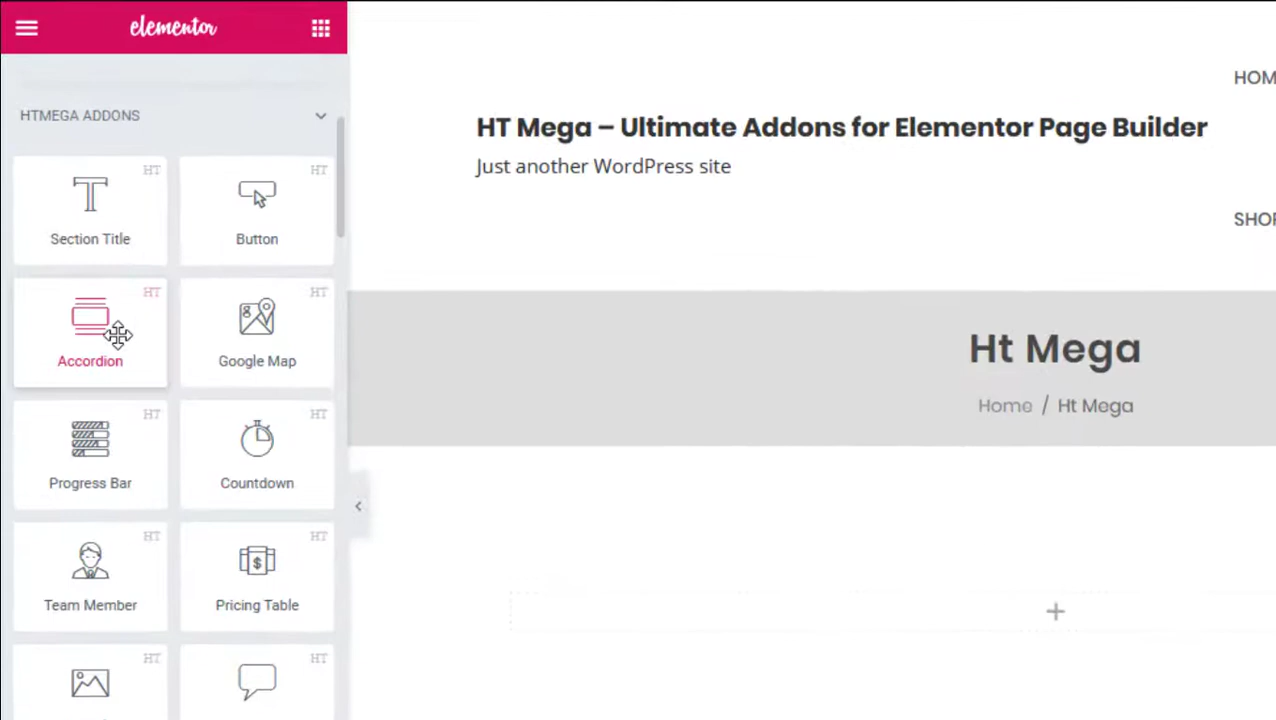 elementor
HTMEGA ADDONS
HT
Section Title
HT
Button
HT
Accordion
HT
Google Map
HT
Progress Bar
HT
Countdown
HT
Team Member
HT
Pricing Table
HT
HT
HOM
HT Mega – Ultimate Addons for Elementor Page Builder
Just another WordPress site
SHOP
Ht Mega
Home / Ht Mega